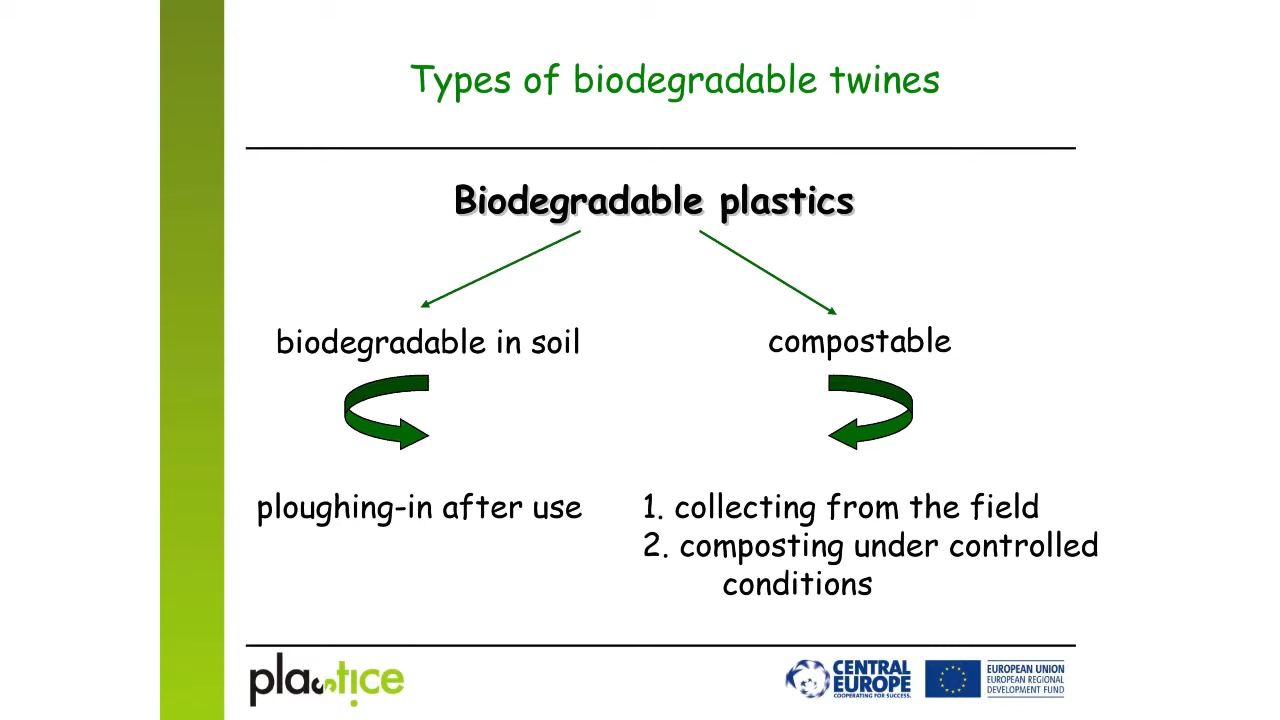 Types of biodegradable twines
Biodegradable plastics
biodegradable in soil
compostable
ploughing-in after use
1. collecting from the field
2. composting under controlled
conditions
plastice
CENTRAL
EUROPE
COOPERATING FOR SUCCESS.
EUROPEAN UNION
EUROPEAN REGIONAL
DEVELOPMENT FUND